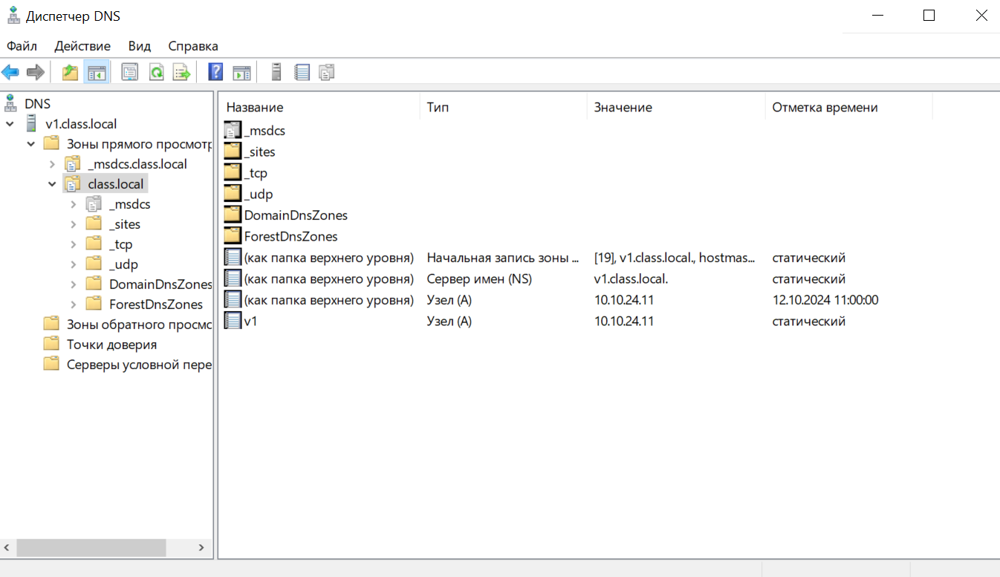 Диспетчер DNS
Файл Действие Вид Справка
DNS
v1.class.local
Зоны прямого просмотр
_msdcs.class.local
class.local
_msdcs
_sites
_tcp
_udp
DomainDnsZones
ForestDnsZones
Зоны обратного просмо
Точки доверия
Серверы условной пере
Название Тип Значение Отметка времени
_msdcs
_sites
_tcp
_udp
DomainDnsZones
ForestDnsZones
(как папка верхнего уровня) Начальная запись зоны ... [19], v1.class.local., hostmas... статический
(как папка верхнего уровня) Сервер имен (NS) v1.class.local. статический
(как папка верхнего уровня) Узел (A) 10.10.24.11 12.10.2024 11:00:00
v1 Узел (A) 10.10.24.11 статический